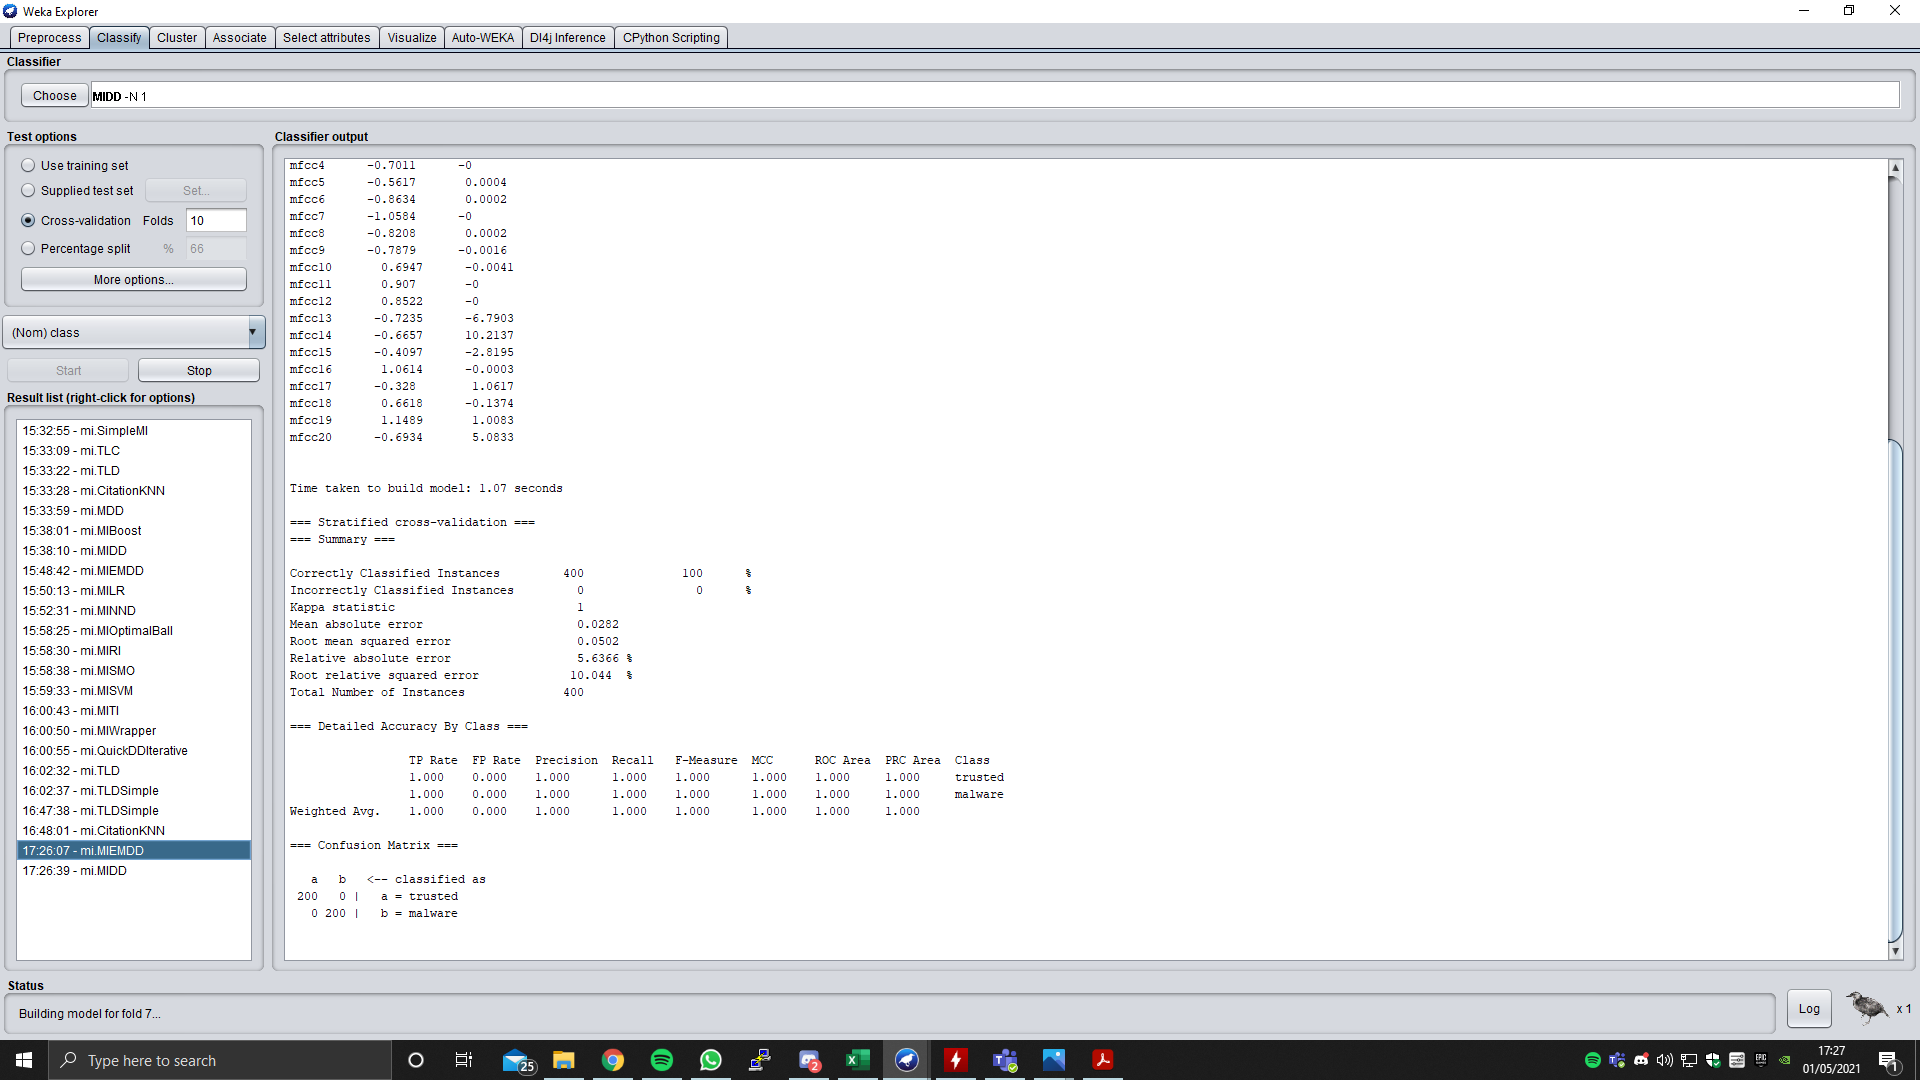 Weka Explorer
Preprocess Classify Cluster Associate Select attributes Visualize Auto-WEKA Dl4j Inference CPython Scripting
Classifier
Choose MIDD -N 1
Test options
Use training set
Supplied test set Set...
Cross-validation Folds 10
Percentage split % 66
More options...
(Nom) class
Start Stop
Result list (right-click for options)
15:32:55 - mi.SimpleMI
15:33:09 - mi.TLC
15:33:22 - mi.TLD
15:33:28 - mi.CitationKNN
15:33:59 - mi.MDD
15:38:01 - mi.MIBoost
15:38:10 - mi.MIDD
15:48:42 - mi.MIEMDD
15:50:13 - mi.MILR
15:52:31 - mi.MINND
15:58:25 - mi.MIOptimalBall
15:58:30 - mi.MIRI
15:58:38 - mi.MISMO
15:59:33 - mi.MISVM
16:00:43 - mi.MITI
16:00:50 - mi.MIWrapper
16:00:55 - mi.QuickDDIterative
16:02:32 - mi.TLD
16:02:37 - mi.TLDSimple
16:47:38 - mi.TLDSimple
16:48:01 - mi.CitationKNN
17:26:07 - mi.MIEMDD
17:26:39 - mi.MIDD
Classifier output
mfcc4 -0.7011 -0
mfcc5 -0.5617 0.0004
mfcc6 -0.8634 0.0002
mfcc7 -1.0584 -0
mfcc8 -0.8208 0.0002
mfcc9 -0.7879 -0.0016
mfcc10 0.6947 -0.0041
mfcc11 0.907 -0
mfcc12 0.8522 -0
mfcc13 -0.7235 -6.7903
mfcc14 -0.6657 10.2137
mfcc15 -0.4097 -2.8195
mfcc16 1.0614 -0.0003
mfcc17 -0.328 1.0617
mfcc18 0.6618 -0.1374
mfcc19 1.1489 1.0083
mfcc20 -0.6934 5.0833
Time taken to build model: 1.07 seconds
=== Stratified cross-validation ===
=== Summary ===
Correctly Classified Instances 400 100 %
Incorrectly Classified Instances 0 0 %
Kappa statistic 1
Mean absolute error 0.0282
Root mean squared error 0.0502
Relative absolute error 5.6366 %
Root relative squared error 10.044 %
Total Number of Instances 400
=== Detailed Accuracy By Class ===
TP Rate FP Rate Precision Recall F-Measure MCC ROC Area PRC Area Class
1.000 0.000 1.000 1.000 1.000 1.000 1.000 1.000 trusted
1.000 0.000 1.000 1.000 1.000 1.000 1.000 1.000 malware
Weighted Avg. 1.000 0.000 1.000 1.000 1.000 1.000 1.000 1.000
=== Confusion Matrix ===
a b <-- classified as
200 0 | a = trusted
0 200 | b = malware
Status
Building model for fold 7...
Log x 1
Type here to search
25
2
17:27
01/05/2021
1